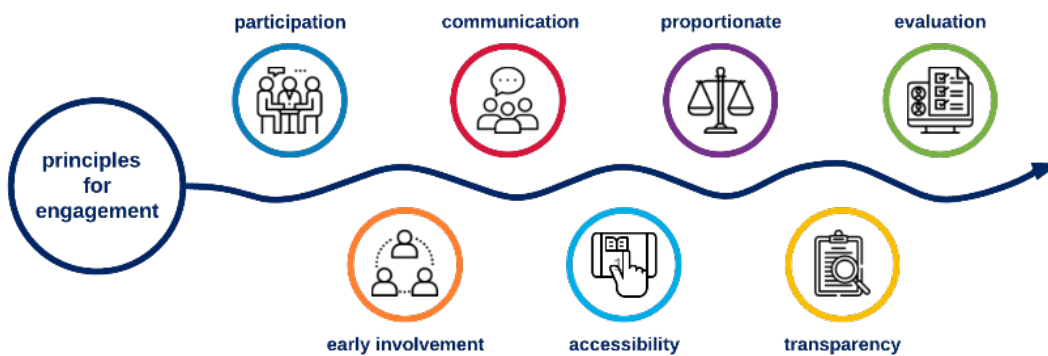 participation
communication
proportionate
evaluation
principles
for
engagement
early involvement
accessibility
transparency